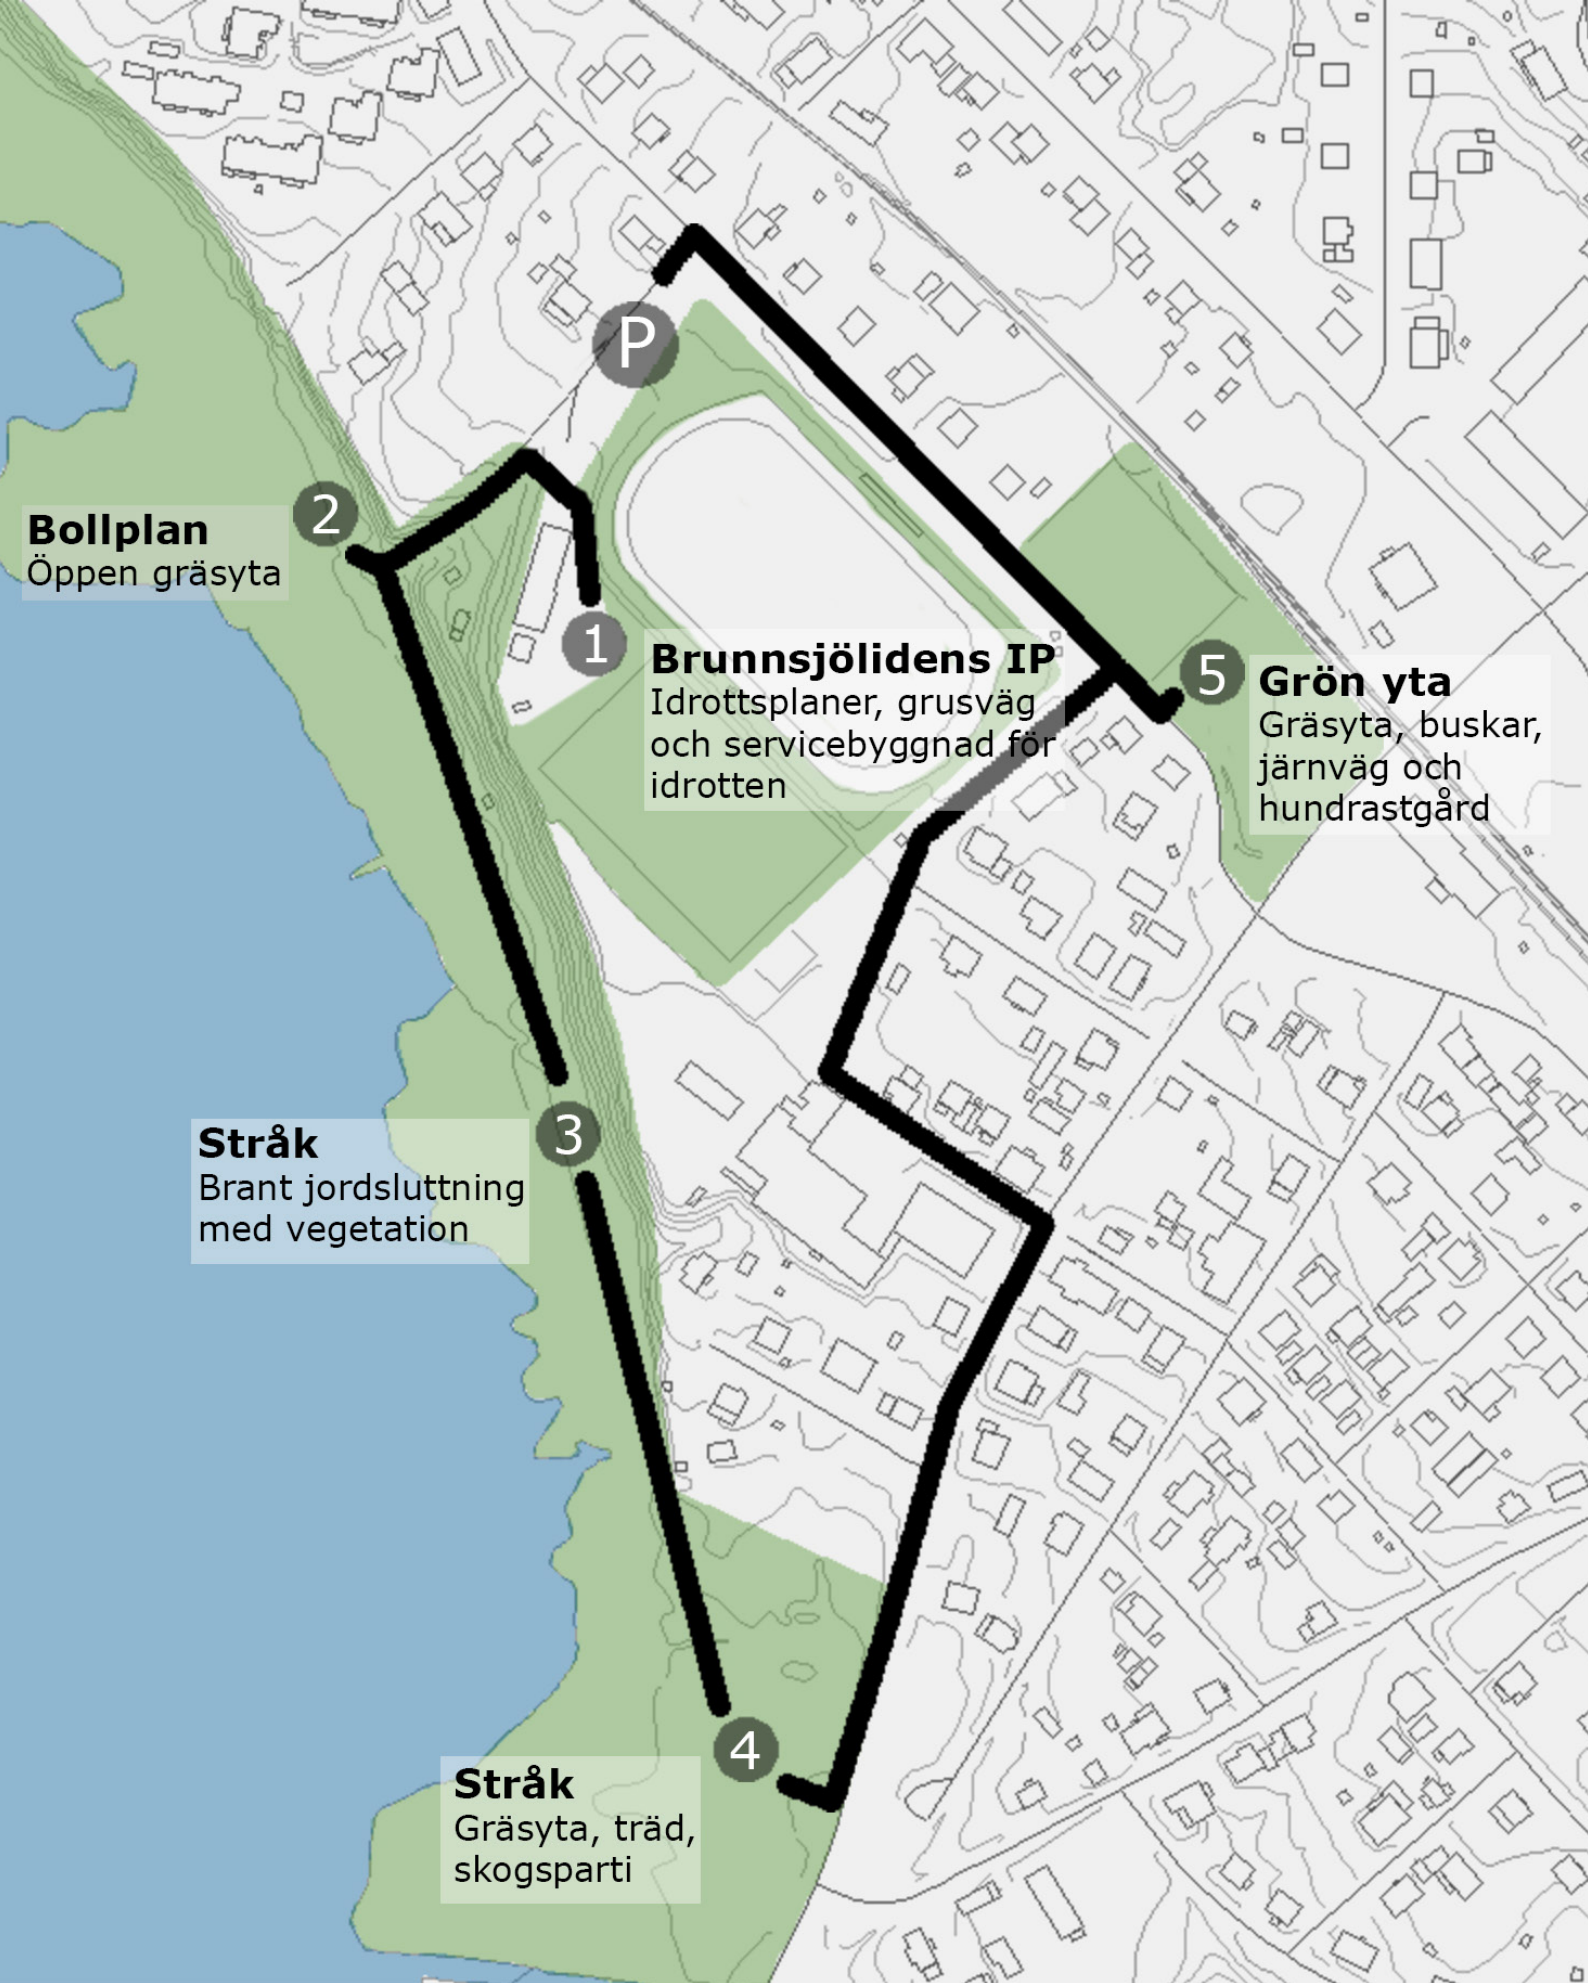 P
2
Bollplan
Öppen gräsyta
1
Brunnsjölidens IP
Idrottsplaner, grusväg
och servicebyggnad för
idrotten
5
Grön yta
Gräsyta, buskar,
järnväg och
hundrastgård
3
Stråk
Brant jordsluttning
med vegetation
4
Stråk
Gräsyta, träd,
skogsparti